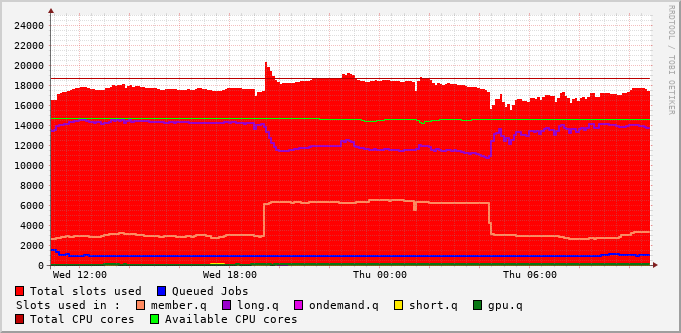 RRDTOOL / TOBI OETIKER
24000
22000
20000
18000
16000
14000
12000
10000
8000
6000
4000
2000
0
Wed 12:00 Wed 18:00 Thu 00:00 Thu 06:00
Total slots used Queued Jobs
Slots used in : member.q long.q ondemand.q short.q gpu.q
Total CPU cores Available CPU cores